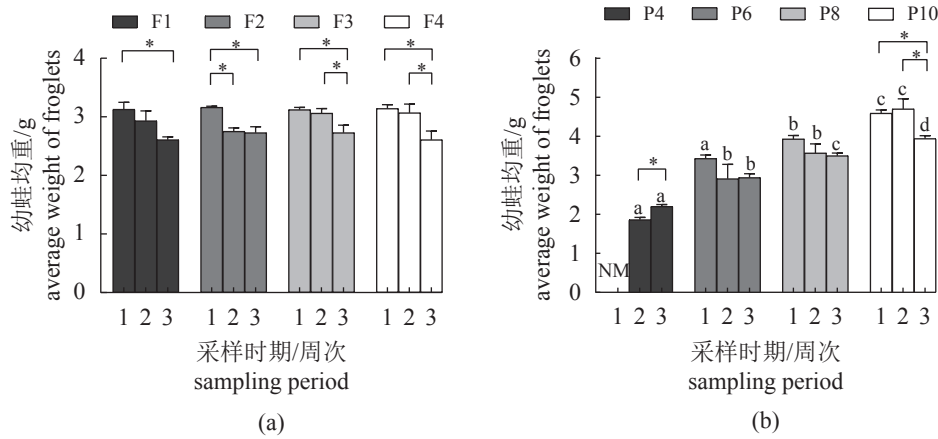 F1 F2 F3 F4
* * * *
* * *
4
3
2
1
0
幼蛙均重/g
average weight of froglets
1 2 3 1 2 3 1 2 3 1 2 3
采样时期/周次
sampling period
(a)
P4 P6 P8 P10
6
5
4
3
2
1
0
幼蛙均重/g
average weight of froglets
*
*
c c d
b b c
a b b
*
a a
NM
1 2 3 1 2 3 1 2 3 1 2 3
采样时期/周次
sampling period
(b)